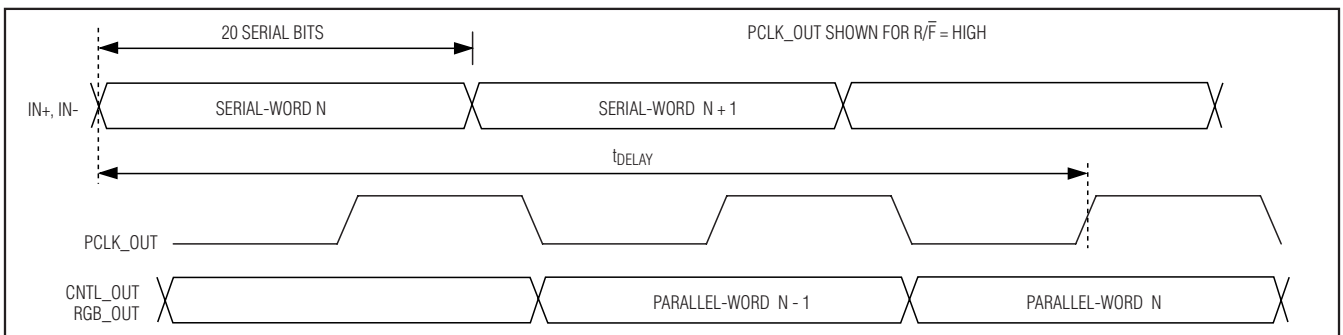 20 SERIAL BITS
PCLK_OUT SHOWN FOR R/F̅ = HIGH
IN+, IN-
SERIAL-WORD N
SERIAL-WORD N + 1
tDELAY
PCLK_OUT
CNTL_OUT
RGB_OUT
PARALLEL-WORD N - 1
PARALLEL-WORD N